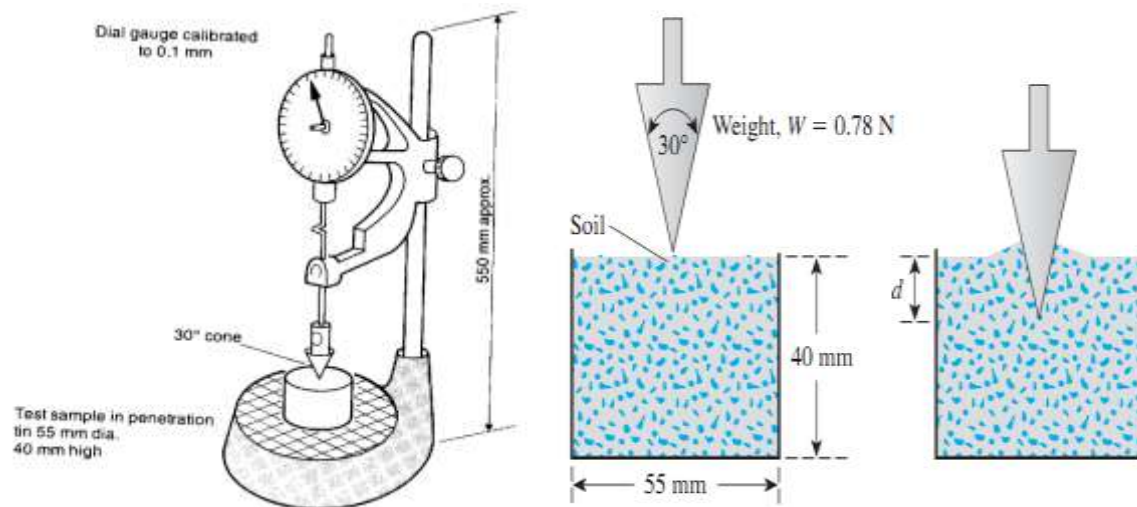 Dial gauge calibrated
to 0.1 mm
550 mm approx.
30° cone
Test sample in penetration
tin 55 mm dia.
40 mm high
30°
Weight, W = 0.78 N
Soil
40 mm
55 mm
d